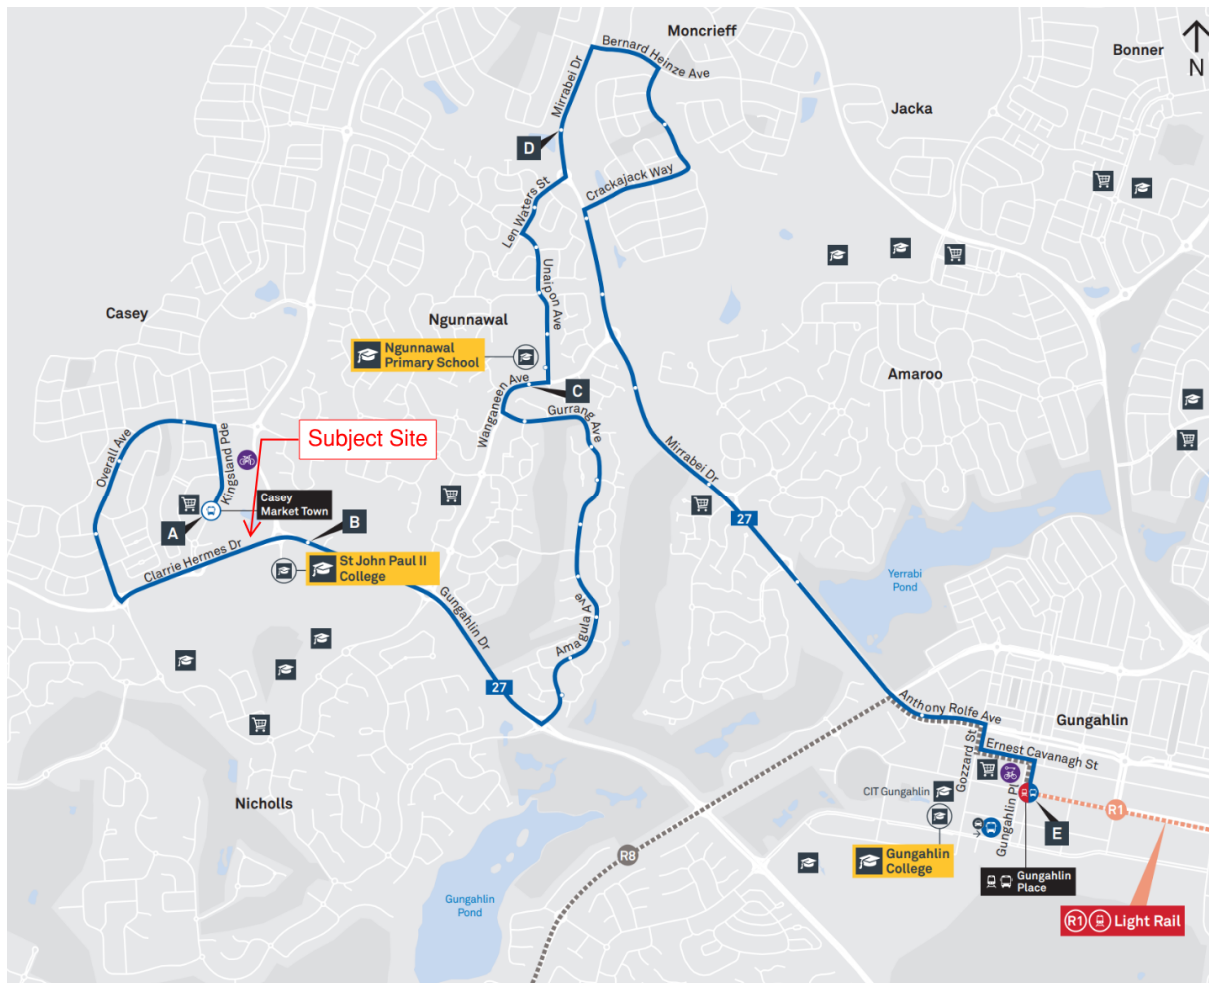 Moncrieff
Bonner
N
Bernard Heinze Ave
Mirrabei Dr
Jacka
D
Crackajack Way
Len Waters St
Unaipon Ave
Casey
Ngunnawal
Ngunnawal
Primary School
Amaroo
Wanganeen Ave
C
Gurrang Ave
Overall Ave
Kingsland Pde
Subject Site
Mirrabei Dr
Casey
Market Town
A
B
27
Clarrie Hermes Dr
St John Paul II
College
Gungahlin Dr
Amagula Ave
Yerrabi
Pond
27
Anthony Rolfe Ave
Gungahlin
Gozzard St
Ernest Cavanagh St
CIT Gungahlin
Gungahlin Pl
Nicholls
R1
E
R8
Gungahlin
College
Gungahlin
Place
Gungahlin
Pond
R1 Light Rail